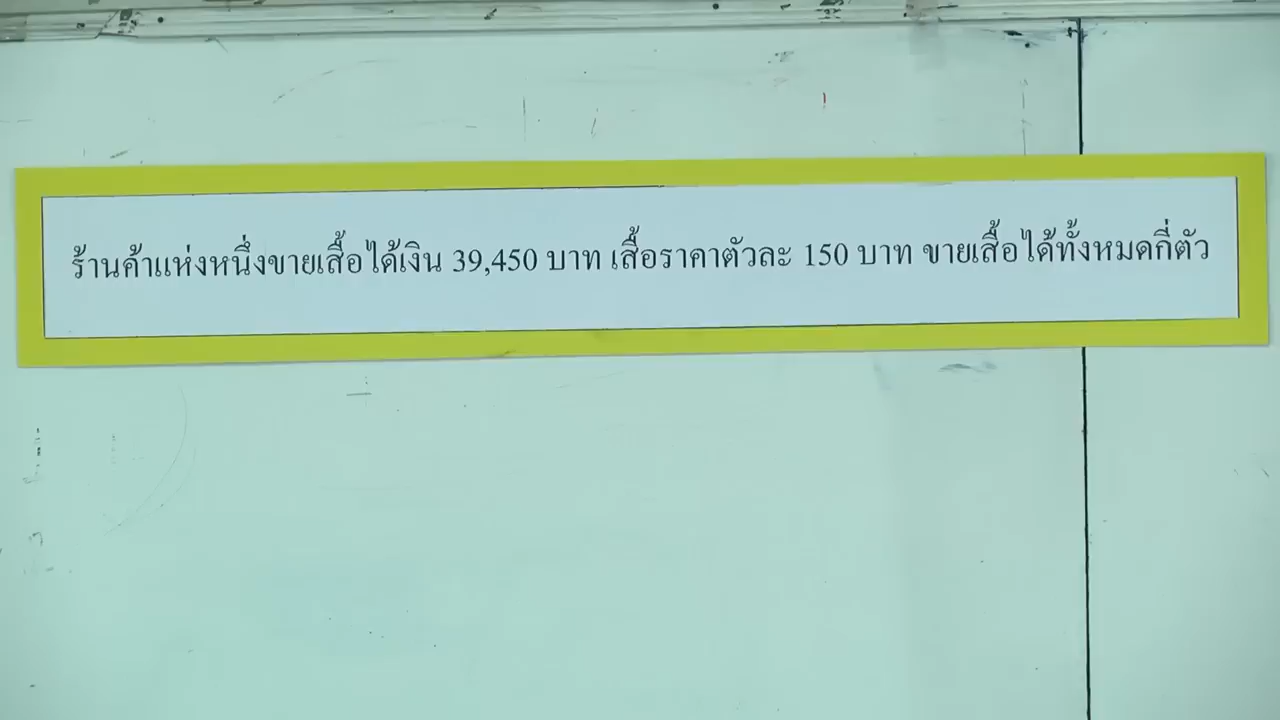 ร้านค้าแห่งหนึ่งขายเสื้อได้เงิน 39,450 บาท เสื้อราคาตัวละ 150 บาท ขายเสื้อได้ทั้งหมดกี่ตัว